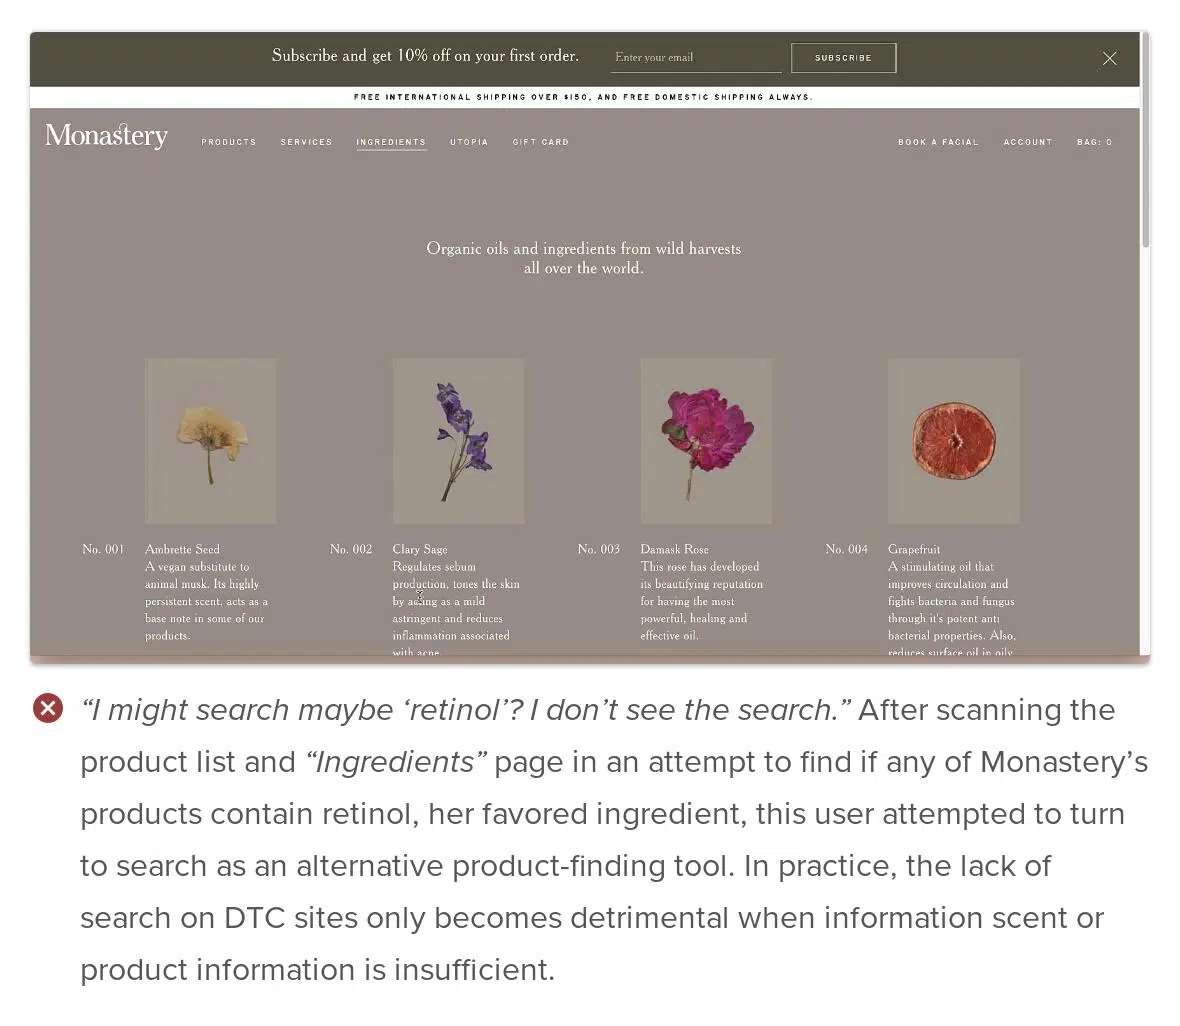 Subscribe and get 10% off on your first order.
Enter your email
SUBSCRIBE
FREE INTERNATIONAL SHIPPING OVER $150, AND FREE DOMESTIC SHIPPING ALWAYS.
Monastery
PRODUCTS
SERVICES
INGREDIENTS
UTOPIA
GIFT CARD
BOOK A FACIAL
ACCOUNT
BAG: 0
Organic oils and ingredients from wild harvests
all over the world.
No. 001
Ambrette Seed
A vegan substitute to
animal musk. Its highly
persistent scent, acts as a
base note in some of our
products.
No. 002
Clary Sage
Regulates sebum
production, tones the skin
by acting as a mild
astringent and reduces
inflammation associated
with acne.
No. 003
Damask Rose
This rose has developed
its beautifying reputation
for having the most
powerful, healing and
effective oil.
No. 004
Grapefruit
A stimulating oil that
improves circulation and
fights bacteria and fungus
through it's potent anti
bacterial properties. Also,
reduces surface oil in oily
“I might search maybe ‘retinol’? I don’t see the search.” After scanning the
product list and “Ingredients” page in an attempt to find if any of Monastery’s
products contain retinol, her favored ingredient, this user attempted to turn
to search as an alternative product-finding tool. In practice, the lack of
search on DTC sites only becomes detrimental when information scent or
product information is insufficient.